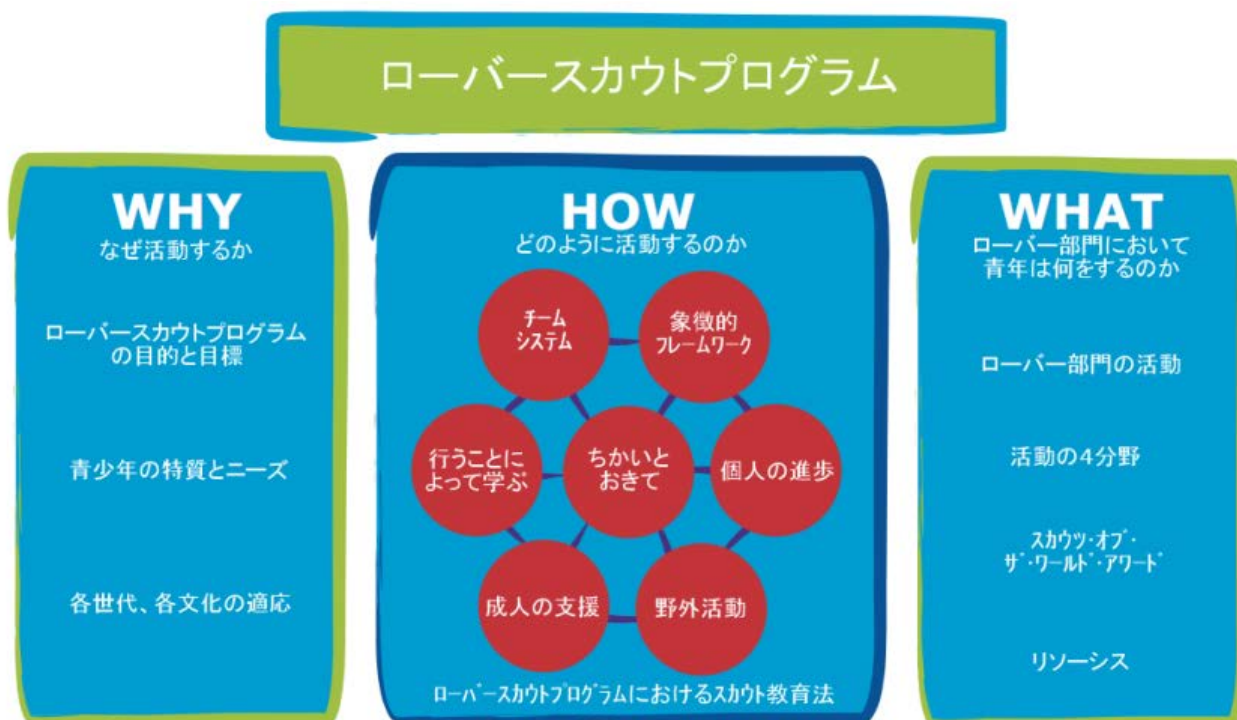 ローバースカウトプログラム
WHY
なぜ活動するか
ローバースカウトプログラム
の目的と目標
青少年の特質とニーズ
各世代、各文化の適応
HOW
どのように活動するのか
チーム
システム
象徴的
フレームワーク
行うことに
よって学ぶ
ちかいと
おきて
個人の進歩
成人の支援
野外活動
ローバースカウトプログラムにおけるスカウト教育法
WHAT
ローバー部門において
青年は何をするのか
ローバー部門の活動
活動の4分野
スカウツ・オブ・
ザ・ワールド・アワード
リソーシス